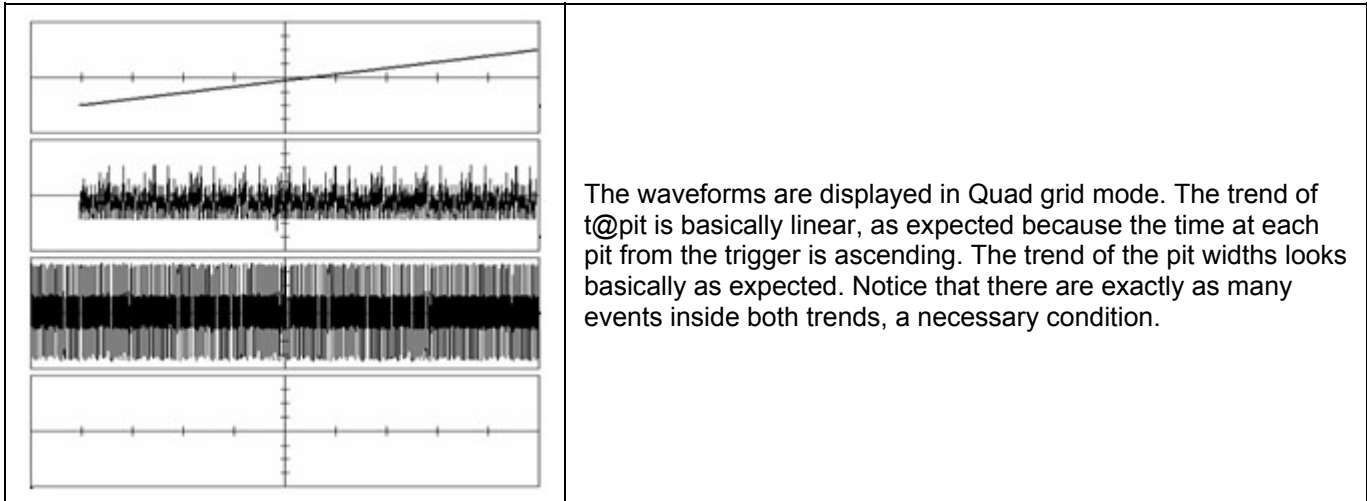 The waveforms are displayed in Quad grid mode. The trend of
t@pit is basically linear, as expected because the time at each
pit from the trigger is ascending. The trend of the pit widths looks
basically as expected. Notice that there are exactly as many
events inside both trends, a necessary condition.